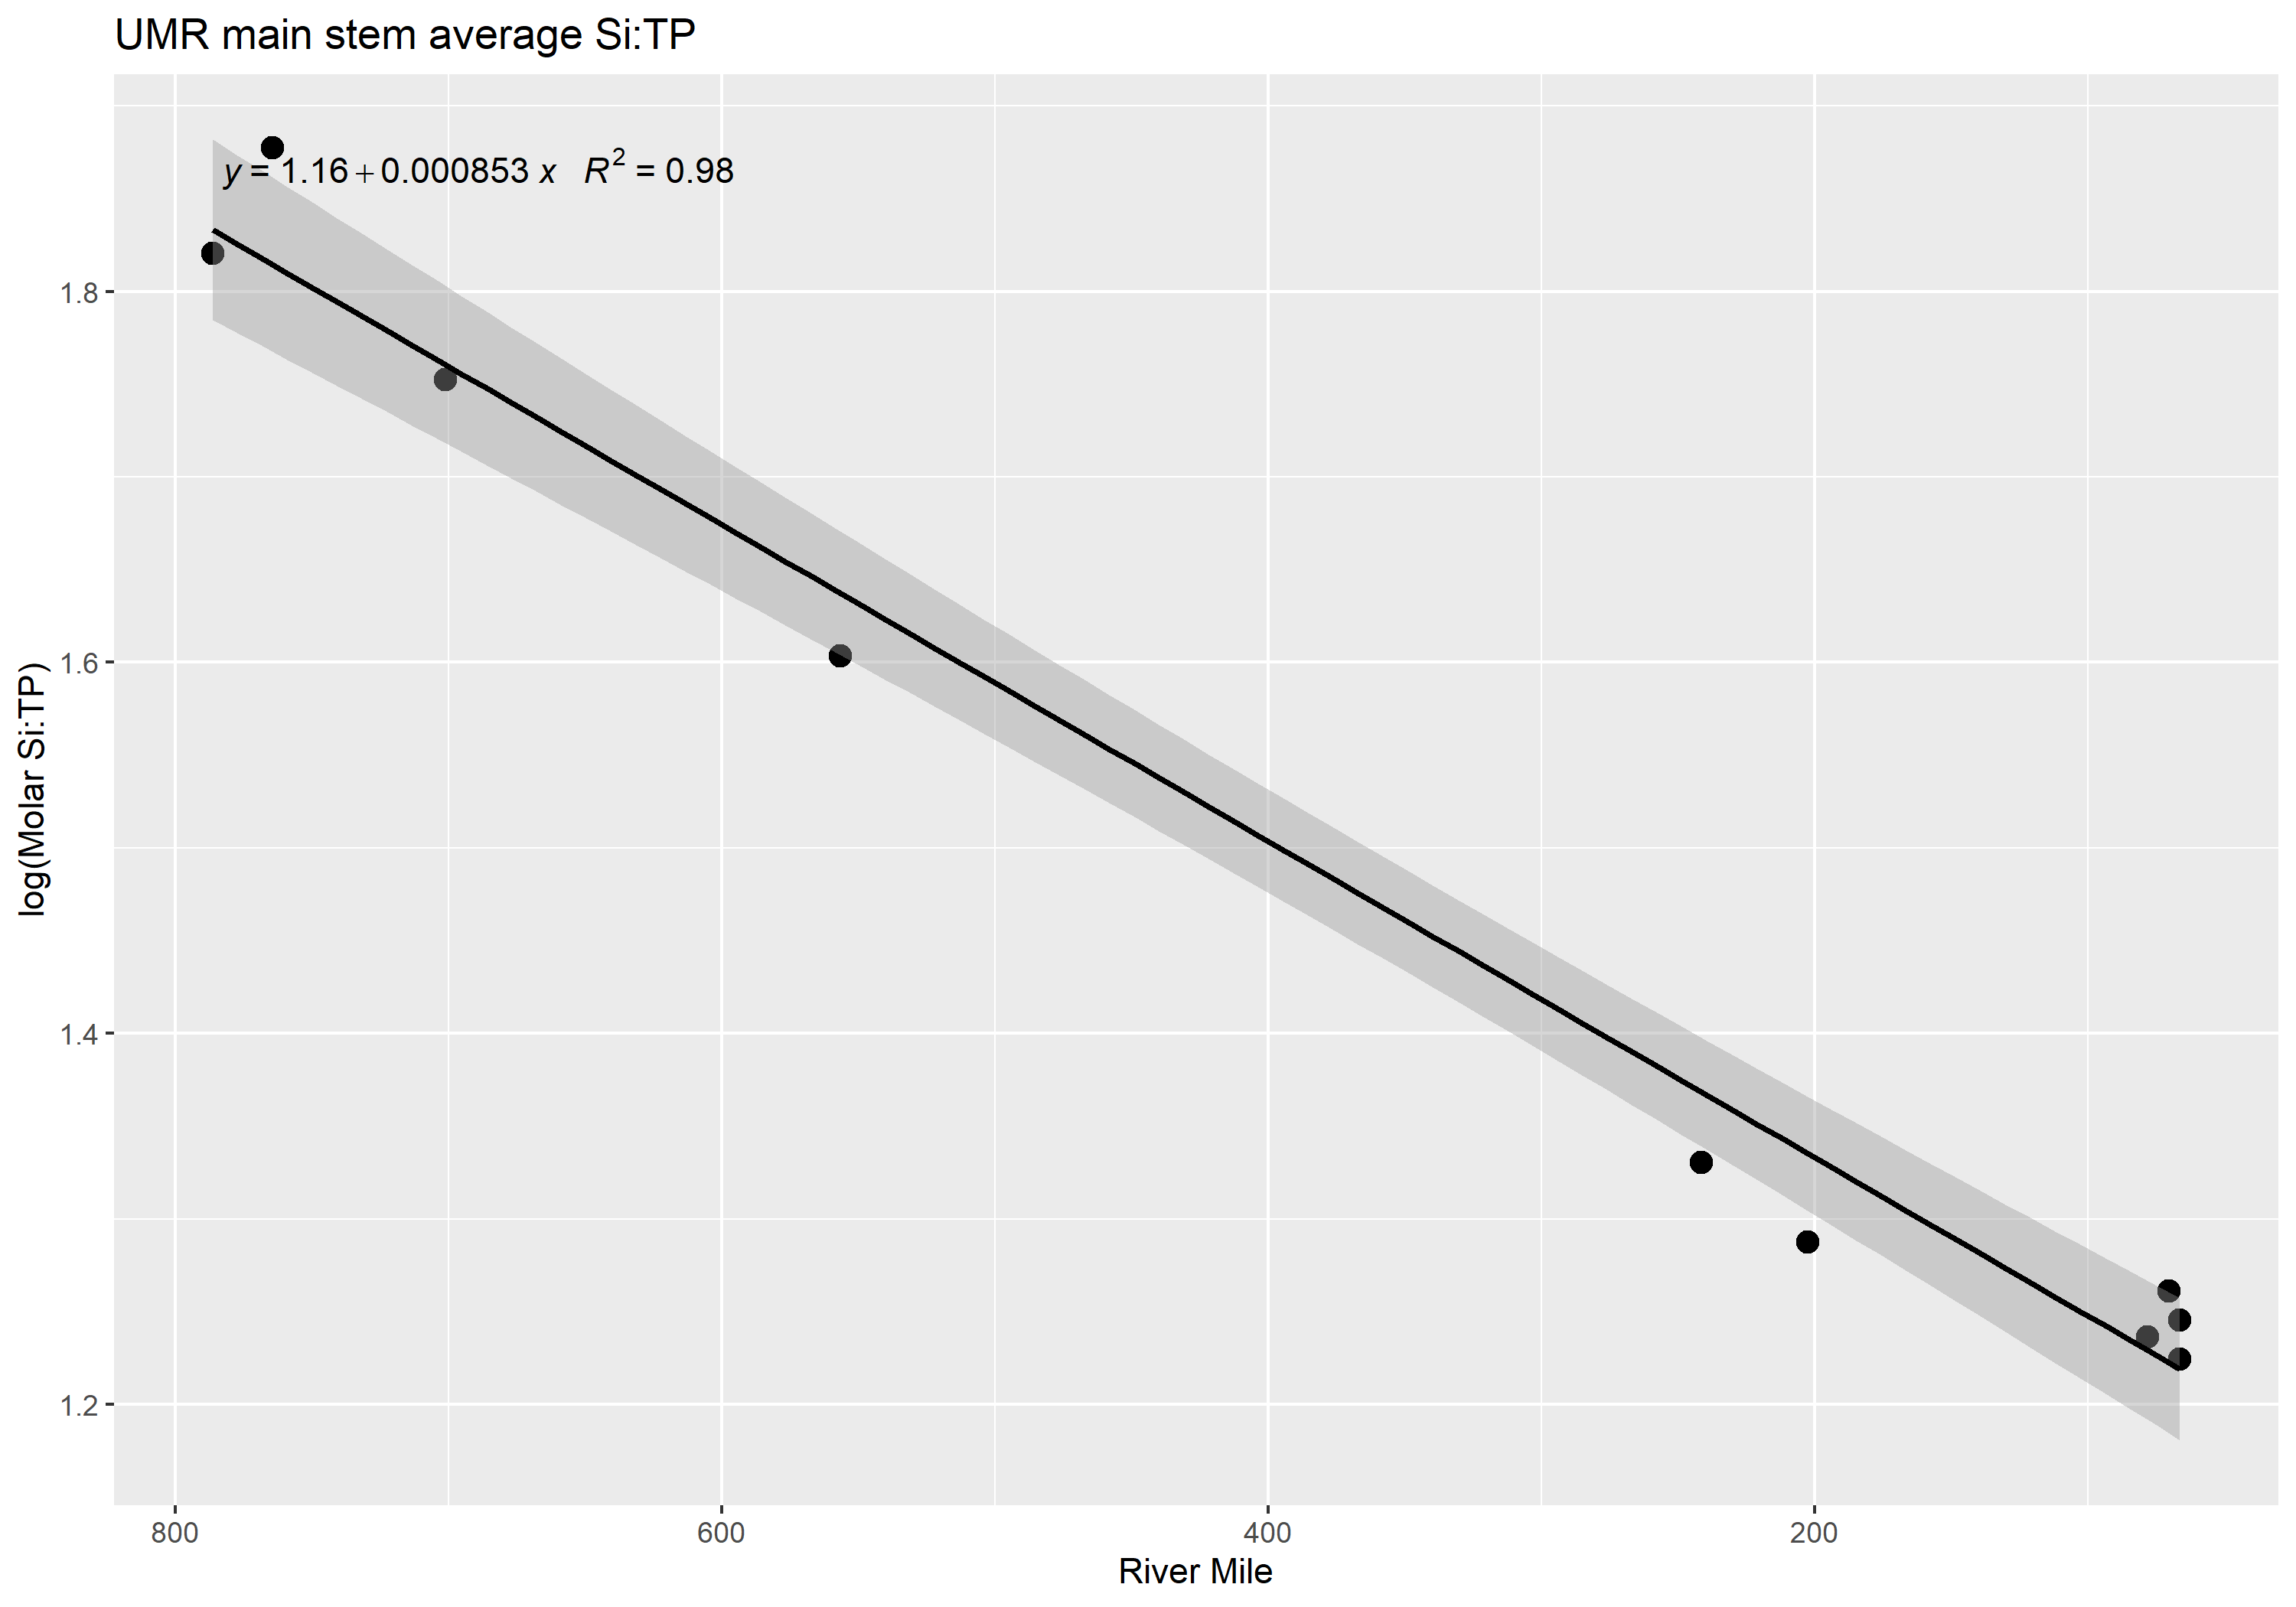 UMR main stem average Si:TP
y = 1.16+0.000853 x R² = 0.98
1.8
1.6
1.4
1.2
log(Molar Si:TP)
800 600 400 200
River Mile